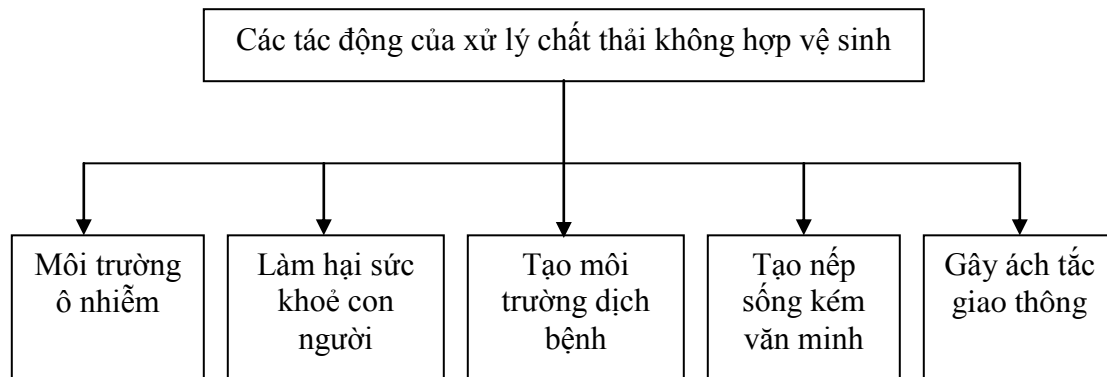 Các tác động của xử lý chất thải không hợp vệ sinh
Môi trường
ô nhiễm
Làm hại sức
khoẻ con
người
Tạo môi
trường dịch
bệnh
Tạo nếp
sống kém
văn minh
Gây ách tắc
giao thông